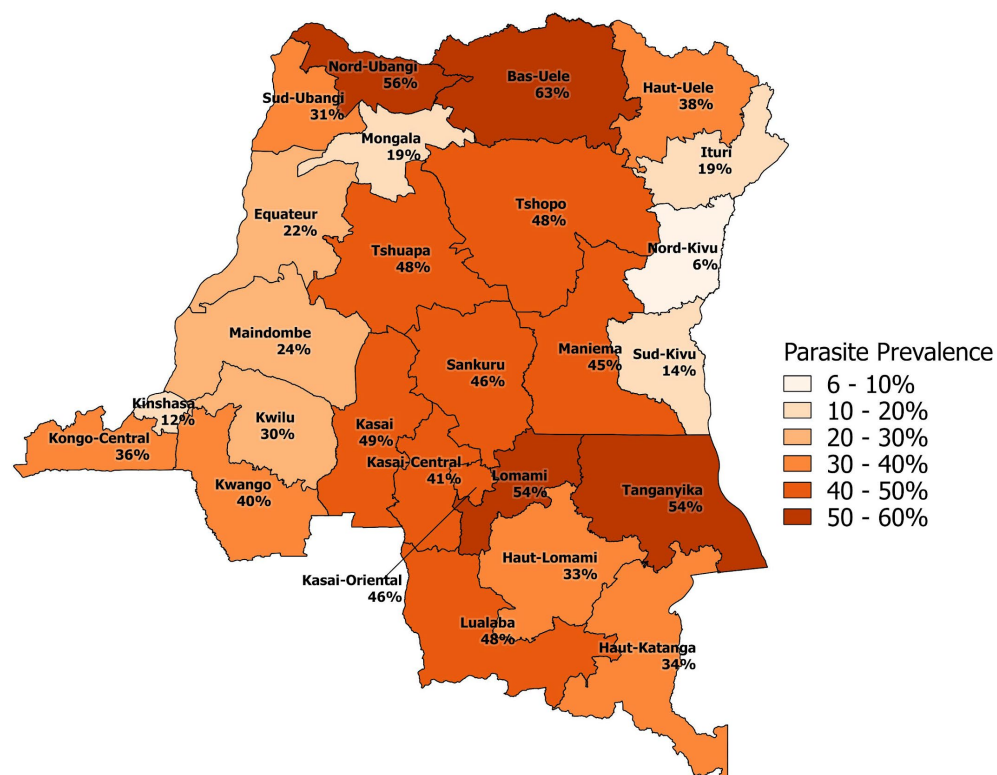 Nord-Ubangi
56%
Bas-Uele
63%
Haut-Uele
38%
Sud-Ubangi
31%
Mongala
19%
Ituri
19%
Equateur
22%
Tshopo
48%
Tshuapa
48%
Nord-Kivu
6%
Maindombe
24%
Sankuru
46%
Maniema
45%
Sud-Kivu
14%
Kinshasa
12%
Kongo-Central
36%
Kwilu
30%
Kasai
49%
Kasai-Central
41%
Kwango
40%
Lomami
54%
Tanganyika
54%
Kasai-Oriental
46%
Haut-Lomami
33%
Lualaba
48%
Haut-Katanga
34%
Parasite Prevalence
6 - 10%
10 - 20%
20 - 30%
30 - 40%
40 - 50%
50 - 60%